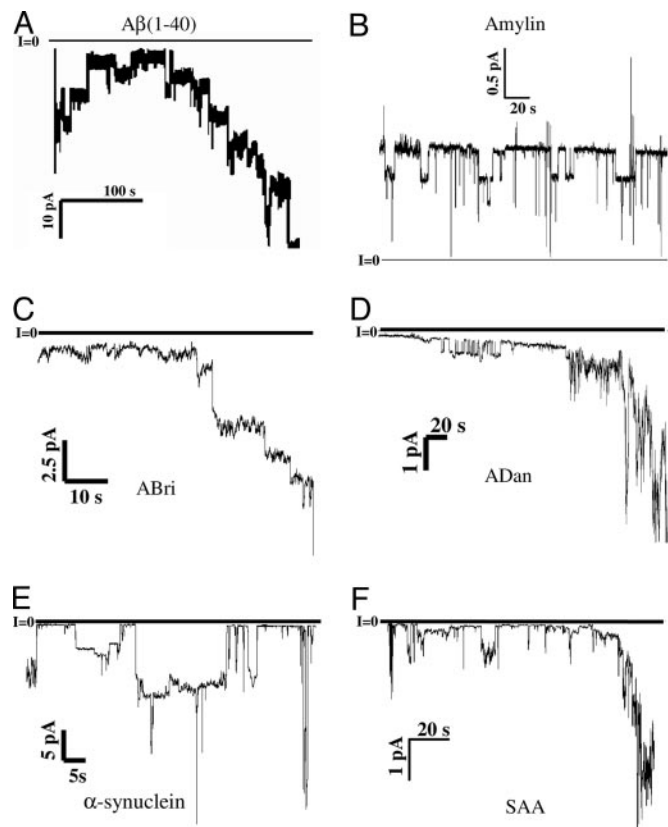 A
Aβ(1-40)
I=0
100 s
10 pA
B
Amylin
0.5 pA
20 s
I=0
C
I=0
2.5 pA
10 s
ABri
D
I=0
20 s
1 pA
ADan
E
I=0
5 pA
5s
α-synuclein
F
I=0
20 s
1 pA
SAA